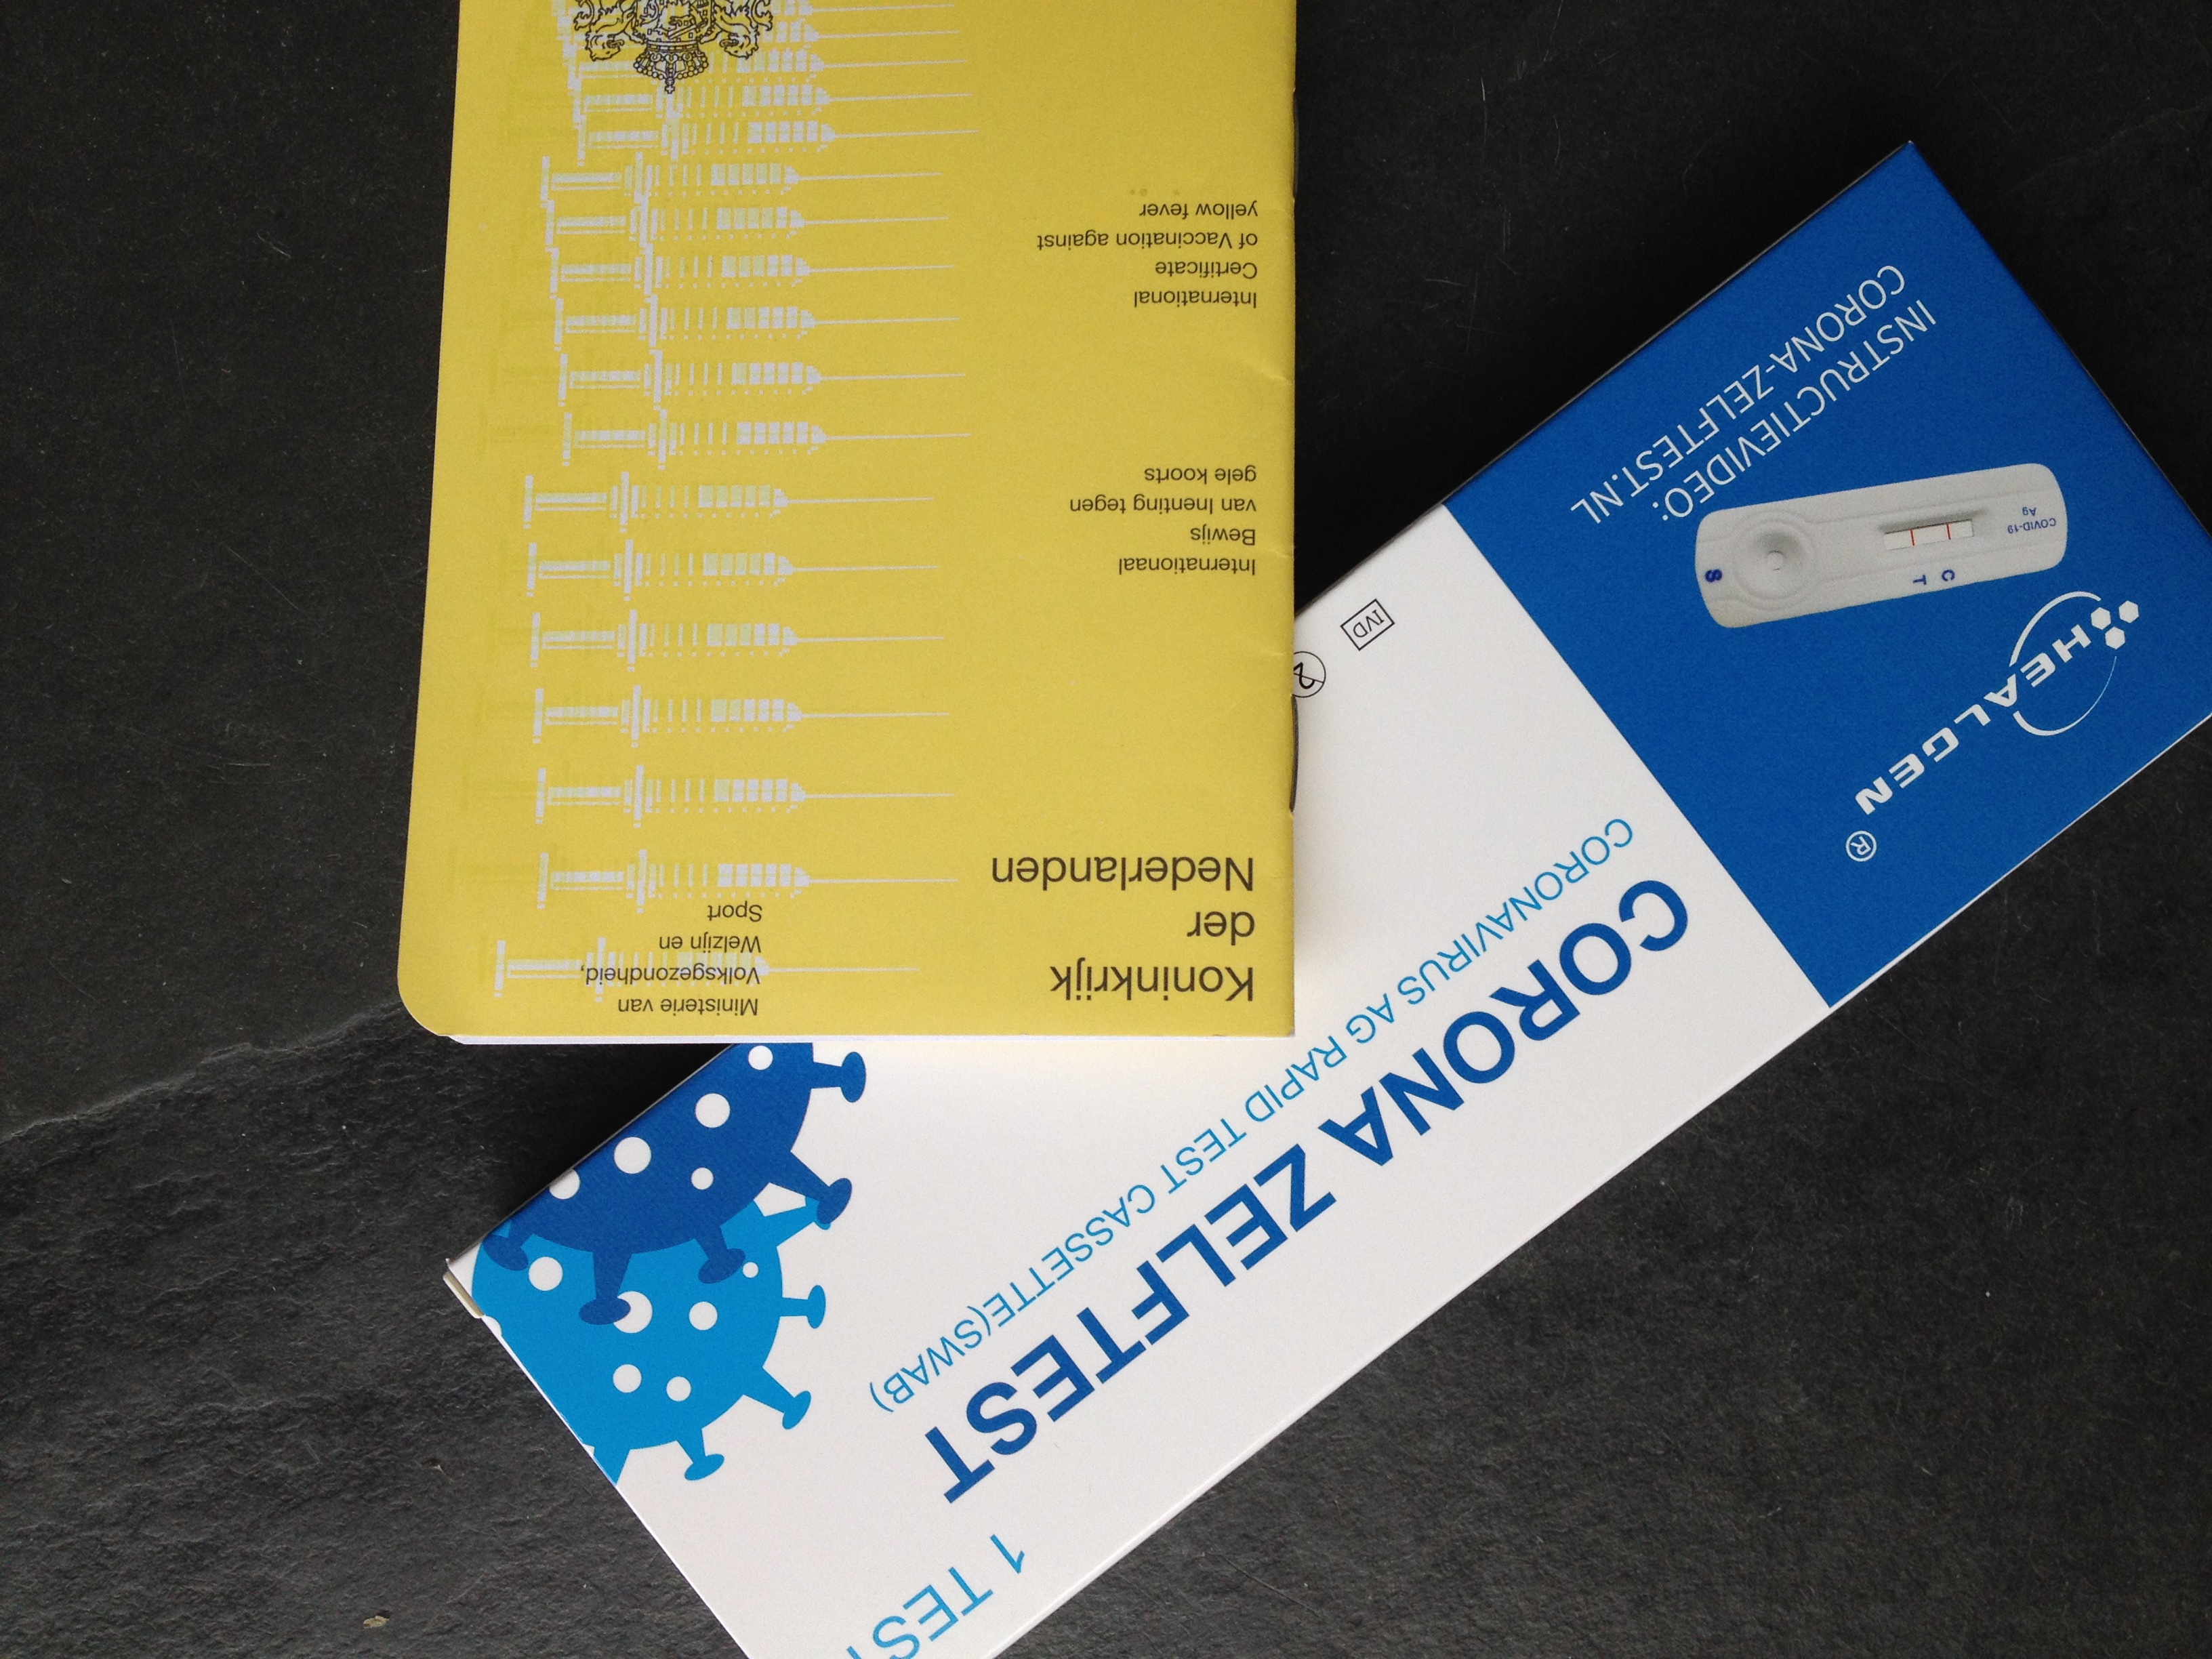 Koninkrijk
der
Nederlanden
Ministerie van
Volksgezondheid,
Welzijn en
Sport
Internationaal
Bewijs
van Inenting tegen
gele koorts
International
Certificate
of Vaccination against
yellow fever
HEALGEN®
COVID-19
Ag
C
T
S
INSTRUCTIEVIDEO:
CORONA-ZELFTEST.NL
CORONA ZELFTEST
CORONAVIRUS AG RAPID TEST CASSETTE(SWAB)
1 TEST
IVD
2